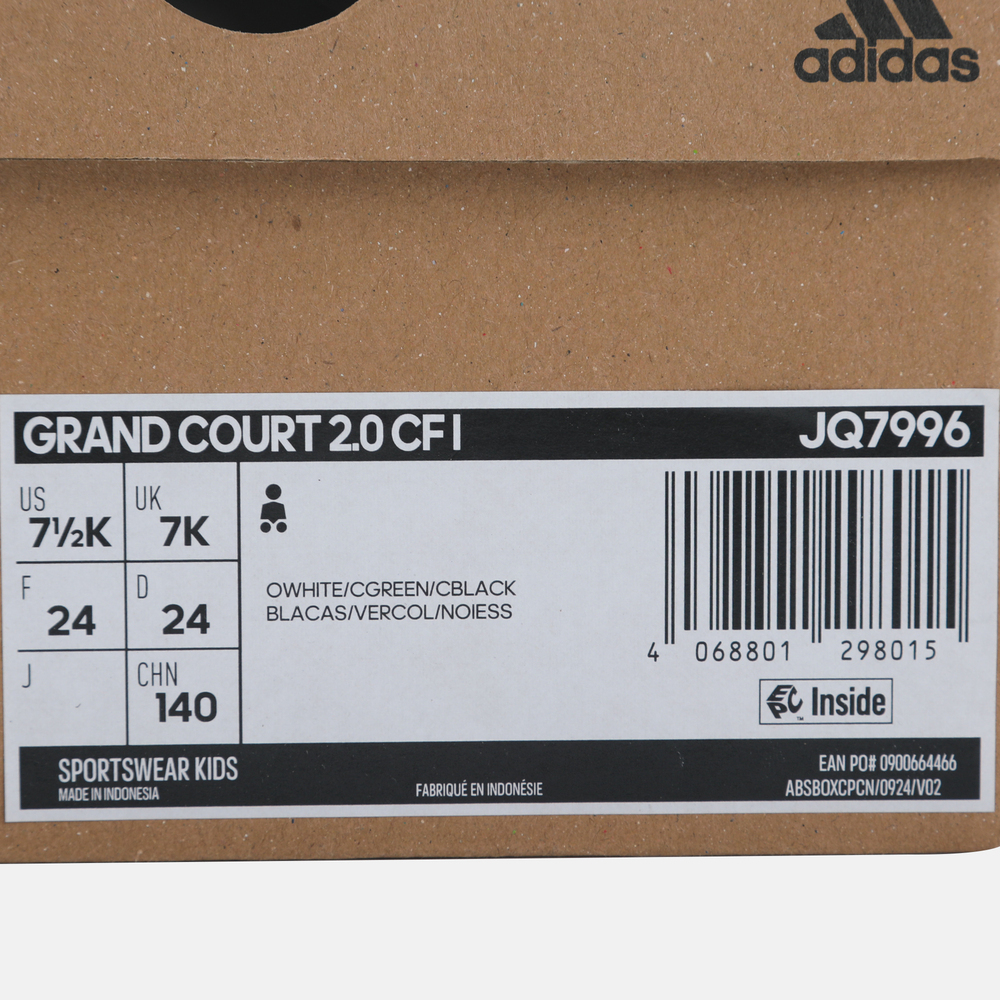 adidas
GRAND COURT 2.0 CF I
JQ7996
US
7½K
UK
7K
F
24
D
24
J
CHN
140
OWHITE/CGREEN/CBLACK
BLACAS/VERCOL/NOIESS
4 068801 298015
EPC™ Inside
SPORTSWEAR KIDS
MADE IN INDONESIA
FABRIQUÉ EN INDONÉSIE
EAN PO# 0900664466
ABSBOXCPCN/0924/V02